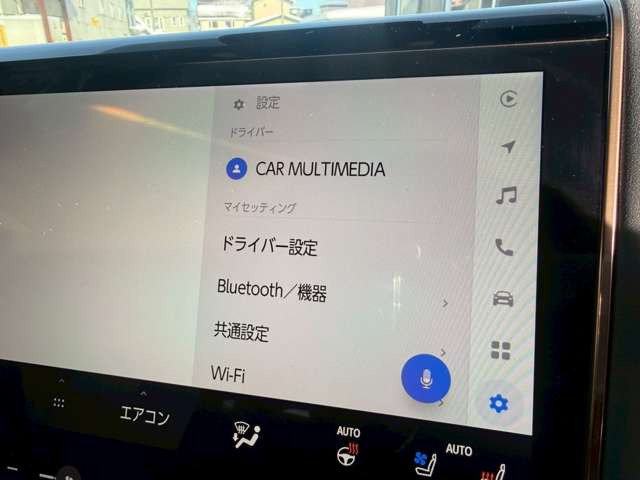 設定
ドライバー
CAR MULTIMEDIA
マイセッティング
ドライバー設定
Bluetooth／機器
共通設定
Wi-Fi
エアコン
AUTO
AUTO